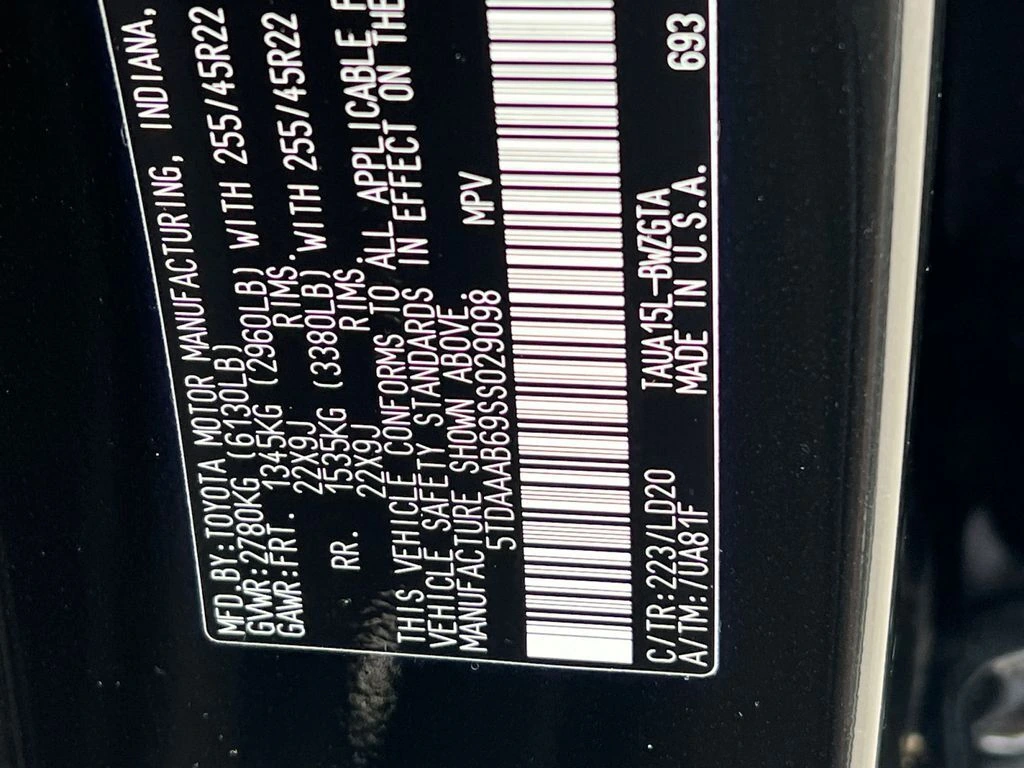 MFD.BY:TOYOTA MOTOR MANUFACTURING, INDIANA,
GVWR:2780KG (6130LB)
GAWR:FRT. 1345KG (2960LB) WITH 255/45R22
22X9J RIMS.
RR. 1535KG (3380LB) WITH 255/45R22
22X9J RIMS.
THIS VEHICLE CONFORMS TO ALL APPLICABLE F
VEHICLE SAFETY STANDARDS IN EFFECT ON THE
MANUFACTURE SHOWN ABOVE.
5TDAAAB69SS029098 MPV
C/TR:223/LD20 TAUA15L-BWZGTA 693
A/TM:7UA81F MADE IN U.S.A.